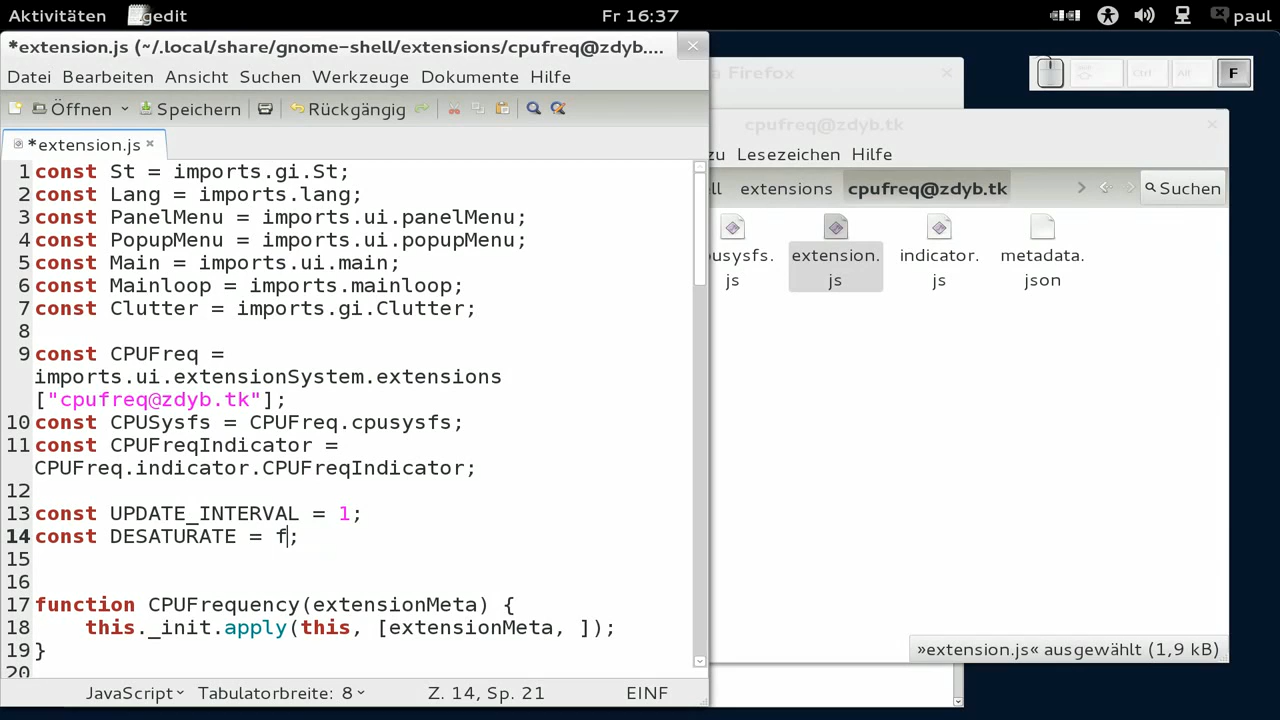 Aktivitäten gedit Fr 16:37 paul
*extension.js (~/.local/share/gnome-shell/extensions/cpufreq@zdyb....
Datei Bearbeiten Ansicht Suchen Werkzeuge Dokumente Hilfe
Öffnen Speichern Rückgängig
*extension.js
1 const St = imports.gi.St;
2 const Lang = imports.lang;
3 const PanelMenu = imports.ui.panelMenu;
4 const PopupMenu = imports.ui.popupMenu;
5 const Main = imports.ui.main;
6 const Mainloop = imports.mainloop;
7 const Clutter = imports.gi.Clutter;
8
9 const CPUFreq =
imports.ui.extensionSystem.extensions
["cpufreq@zdyb.tk"];
10 const CPUSysfs = CPUFreq.cpusysfs;
11 const CPUFreqIndicator =
CPUFreq.indicator.CPUFreqIndicator;
12
13 const UPDATE_INTERVAL = 1;
14 const DESATURATE = f;
15
16
17 function CPUFrequency(extensionMeta) {
18 this._init.apply(this, [extensionMeta, ]);
19 }
20
JavaScript Tabulatorbreite: 8 Z. 14, Sp. 21 EINF
a Firefox
Ctrl Alt F
cpufreq@zdyb.tk
zu Lesezeichen Hilfe
ell extensions cpufreq@zdyb.tk Suchen
usysfs.
js
extension.
js
indicator.
js
metadata.
json
»extension.js« ausgewählt (1,9 kB)